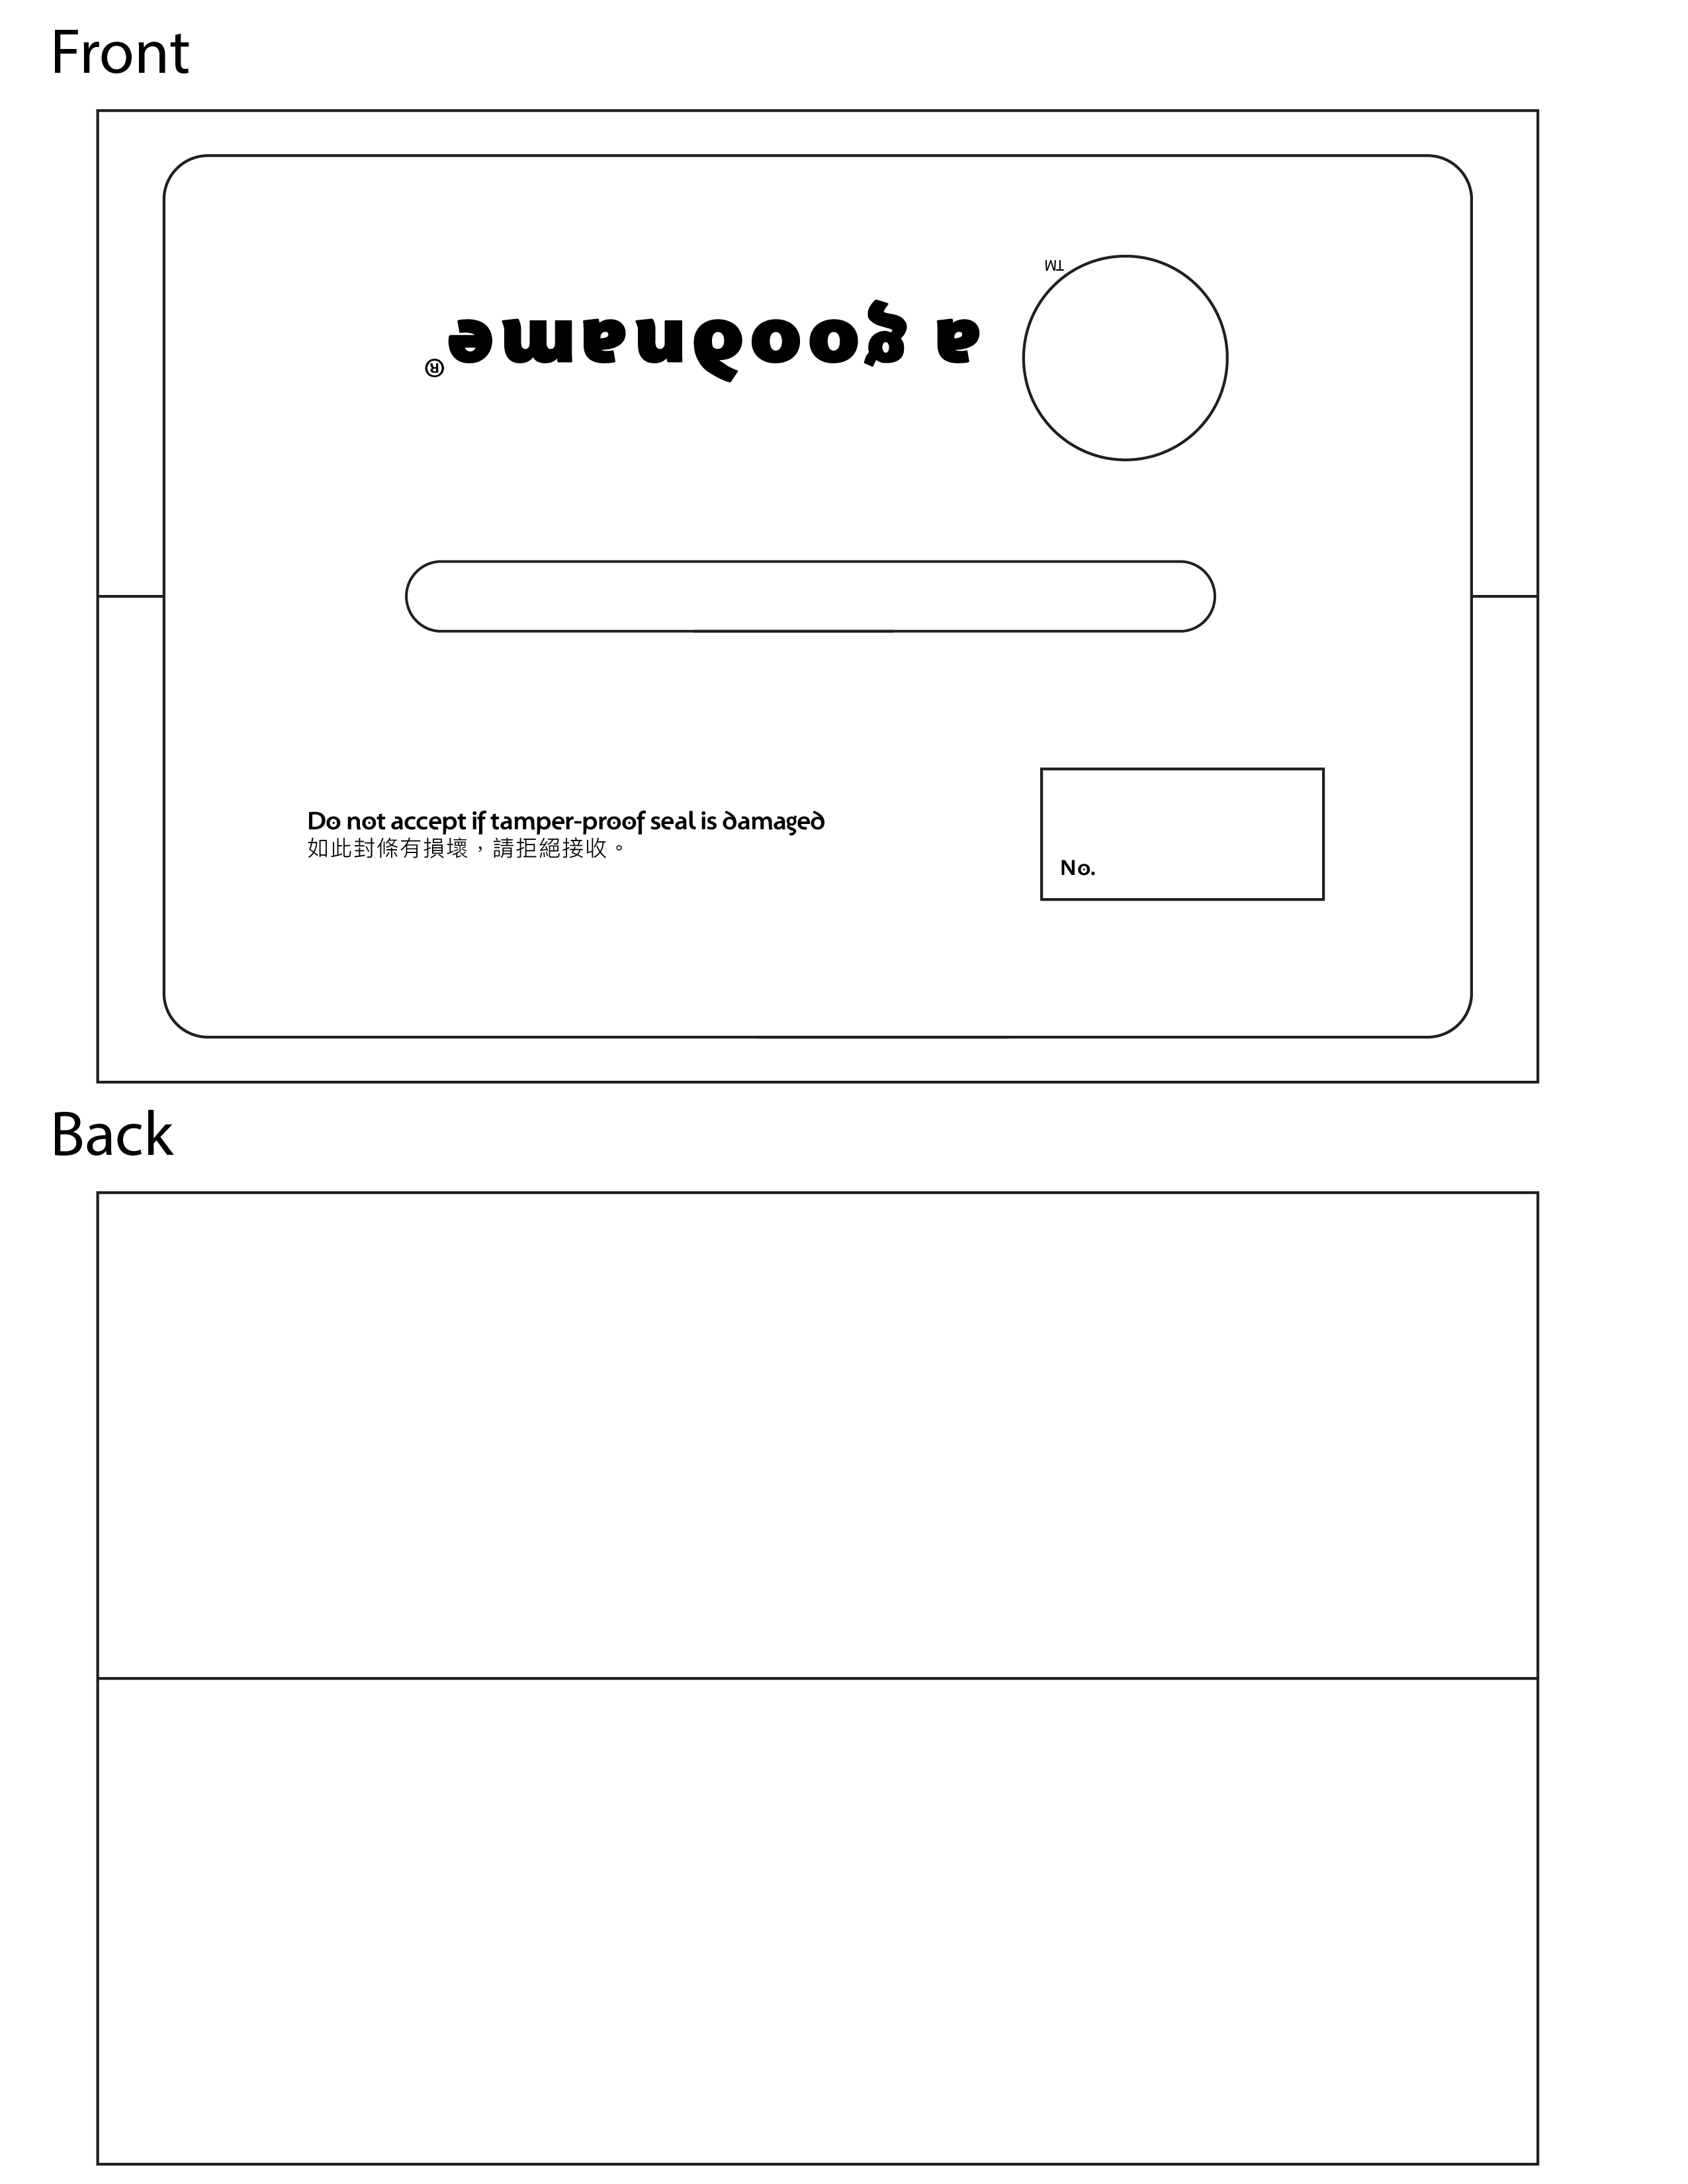 Front
TM
a goodname®
Do not accept if tamper-proof seal is damaged
如此封條有損壞，請拒絕接收。
No.
Back